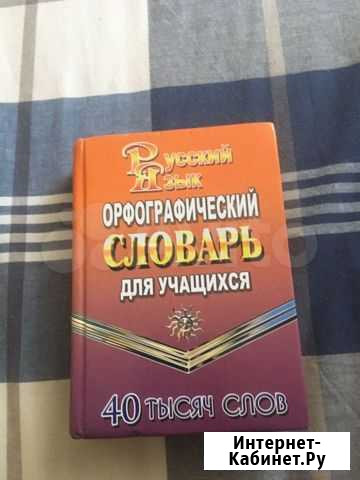 Русский
Язык
ОРФОГРАФИЧЕСКИЙ
СЛОВАРЬ
ДЛЯ УЧАЩИХСЯ
40 ТЫСЯЧ СЛОВ
Интернет-
Кабинет.Ру